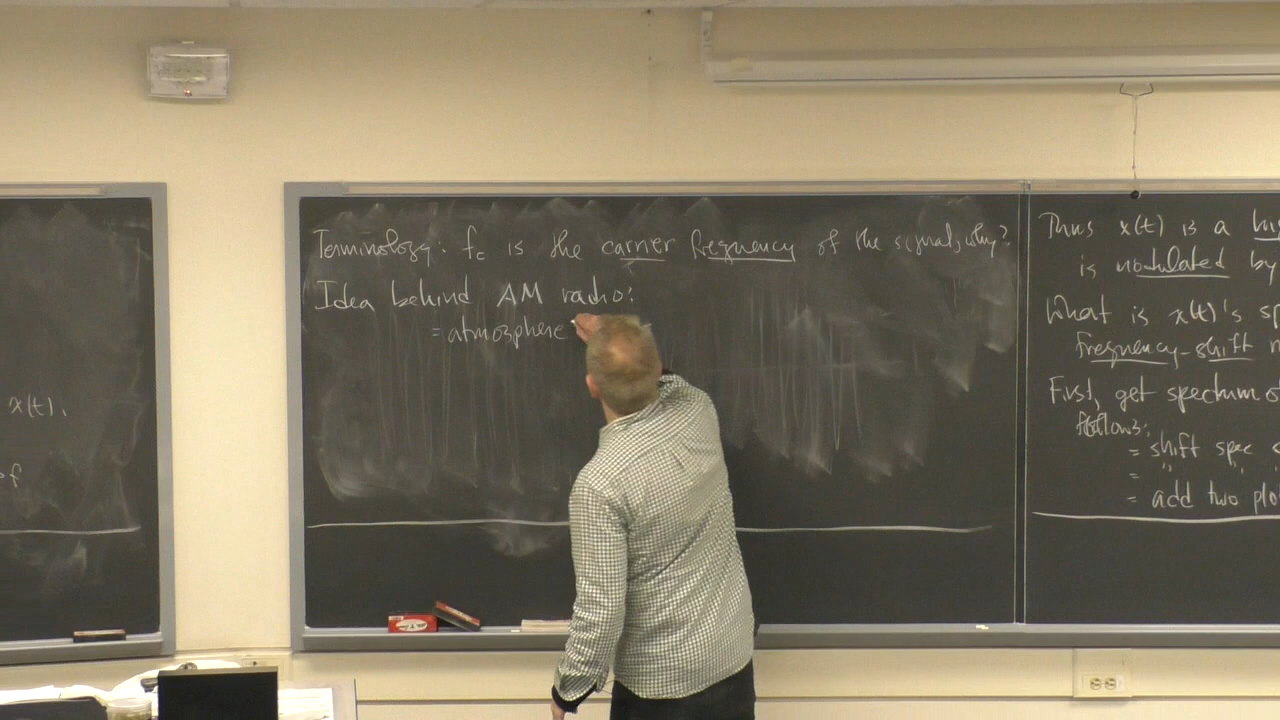 x(t).
of
Terminology: fc is the carrier frequency of the signal, why?
Idea behind AM radio:
= atmosphere
Thus x(t) is a
is modulated by
What is x(t)'s
frequency-shift
First, get spectrum
follows:
= shift spec
= " "
= add two